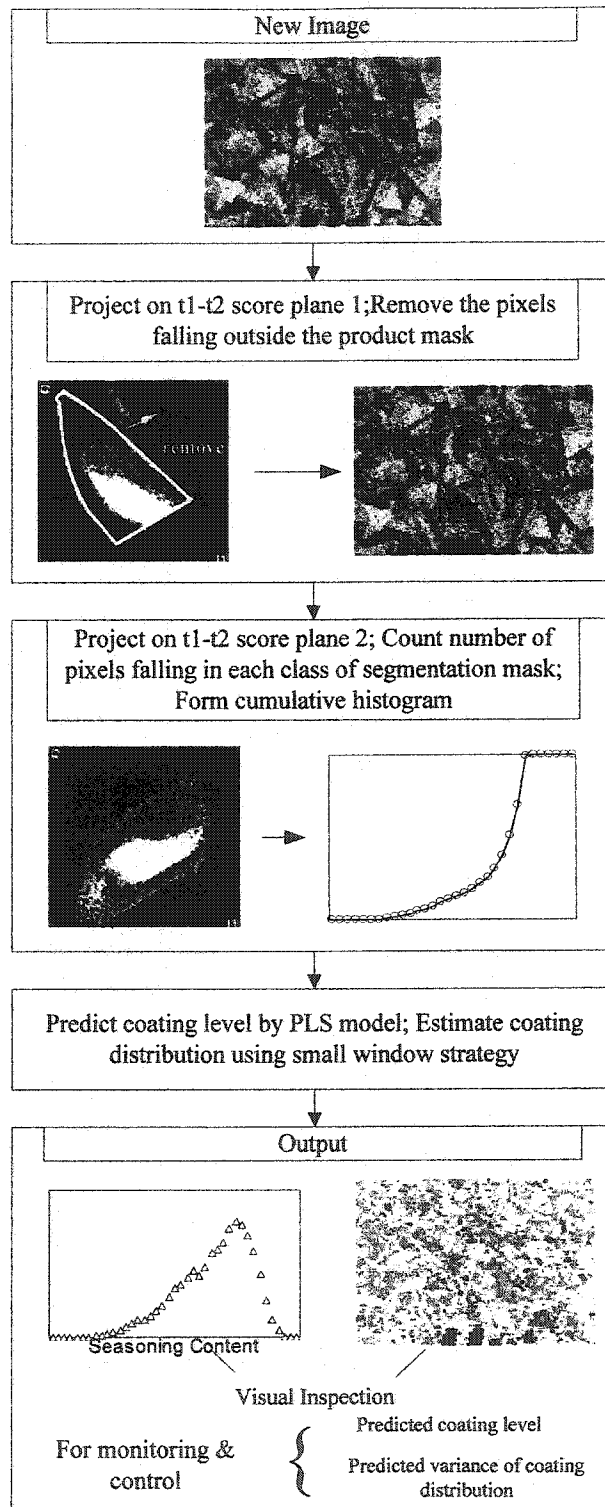 New Image
Project on t1-t2 score plane 1;Remove the pixels
falling outside the product mask
remove
Project on t1-t2 score plane 2; Count number of
pixels falling in each class of segmentation mask;
Form cumulative histogram
Predict coating level by PLS model; Estimate coating
distribution using small window strategy
Output
Seasoning Content
Visual Inspection
For monitoring &
control
Predicted coating level
Predicted variance of coating
distribution